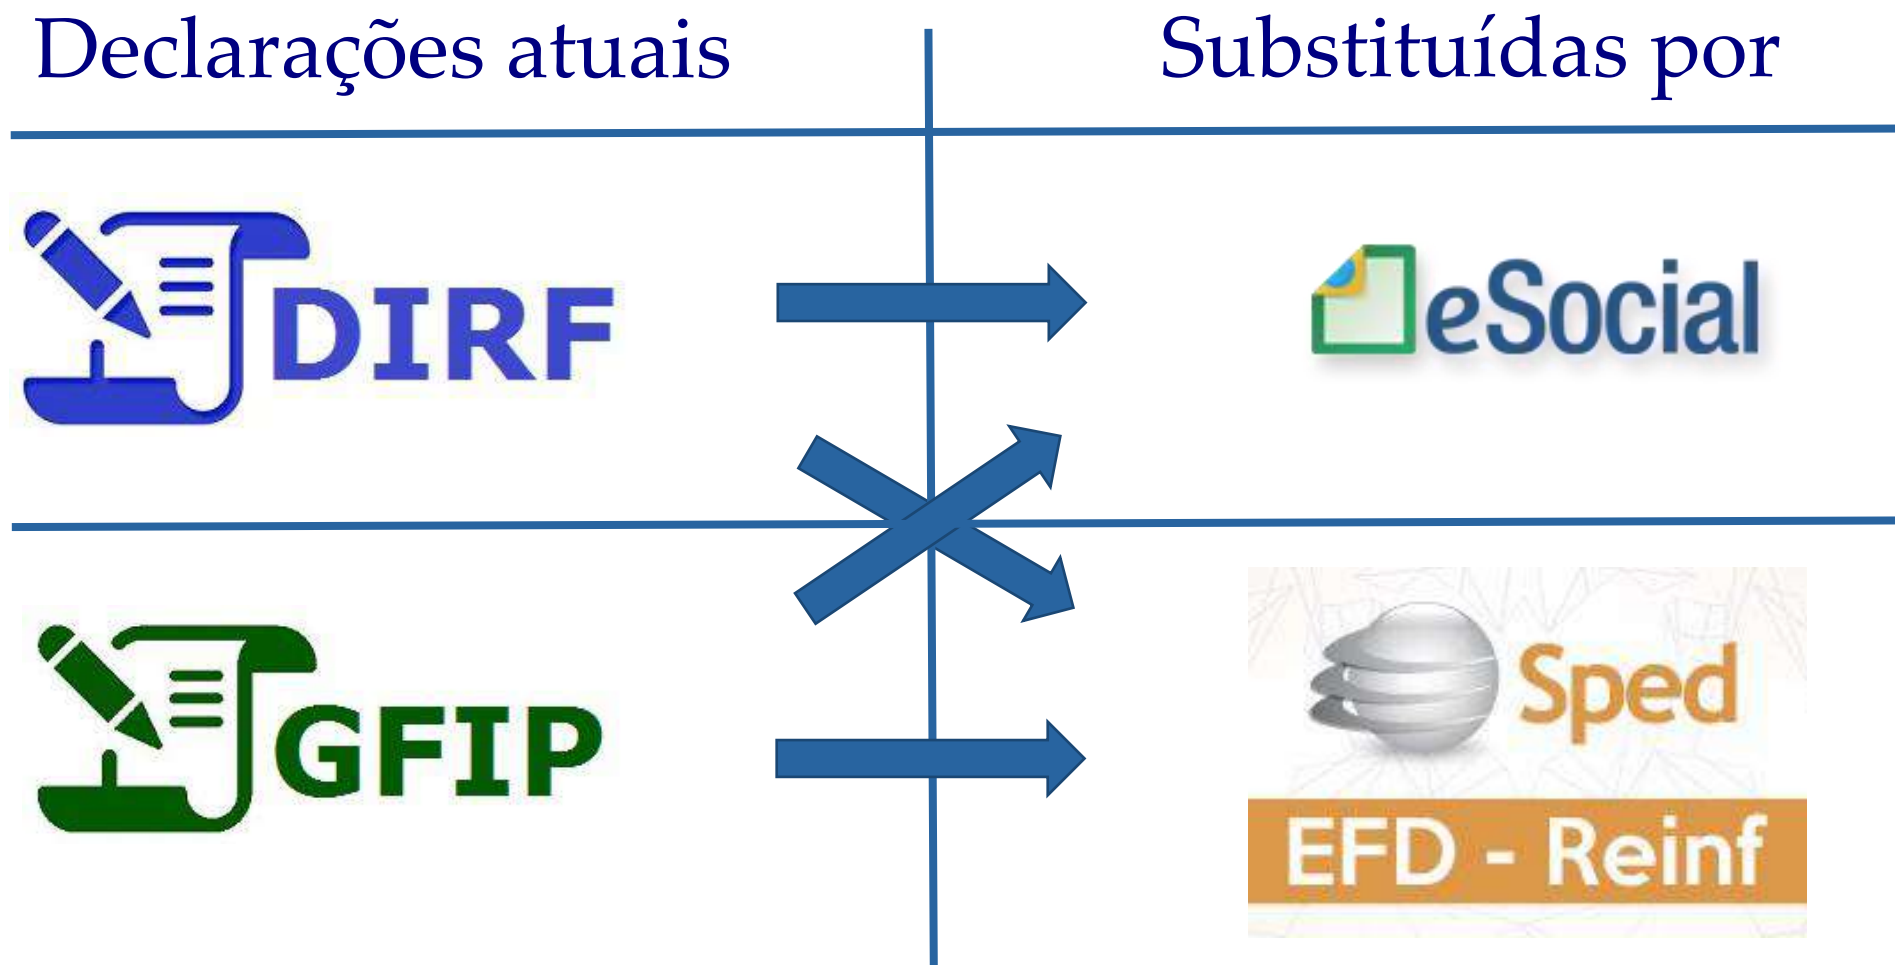 Declarações atuais
Substituídas por
DIRF
eSocial
GFIP
Sped
EFD - Reinf